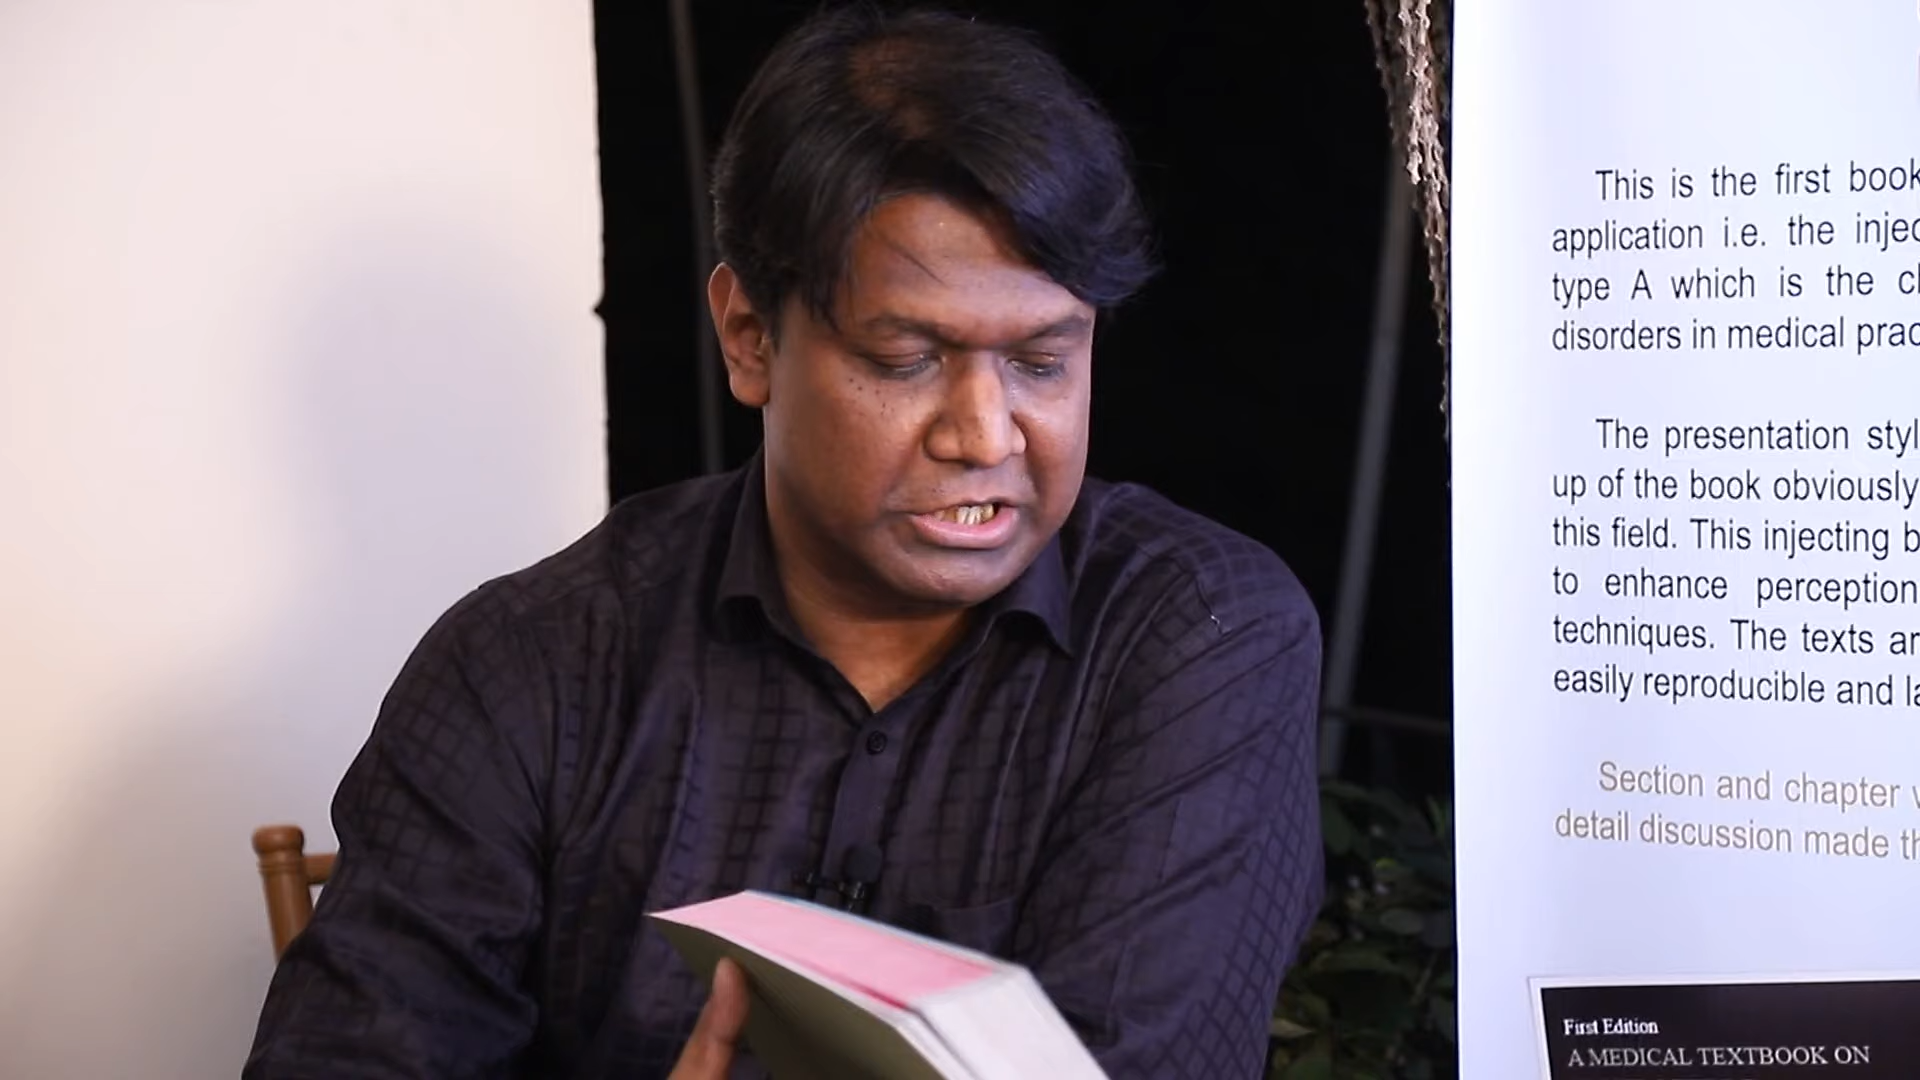 This is the first book
application i.e. the injec
type A which is the
disorders in medical prac
The presentation styl
up of the book obviously
this field. This injecting b
to enhance perception
techniques. The texts ar
easily reproducible and la
Section and chapter
detail discussion made th
First Edition
A MEDICAL TEXTBOOK ON